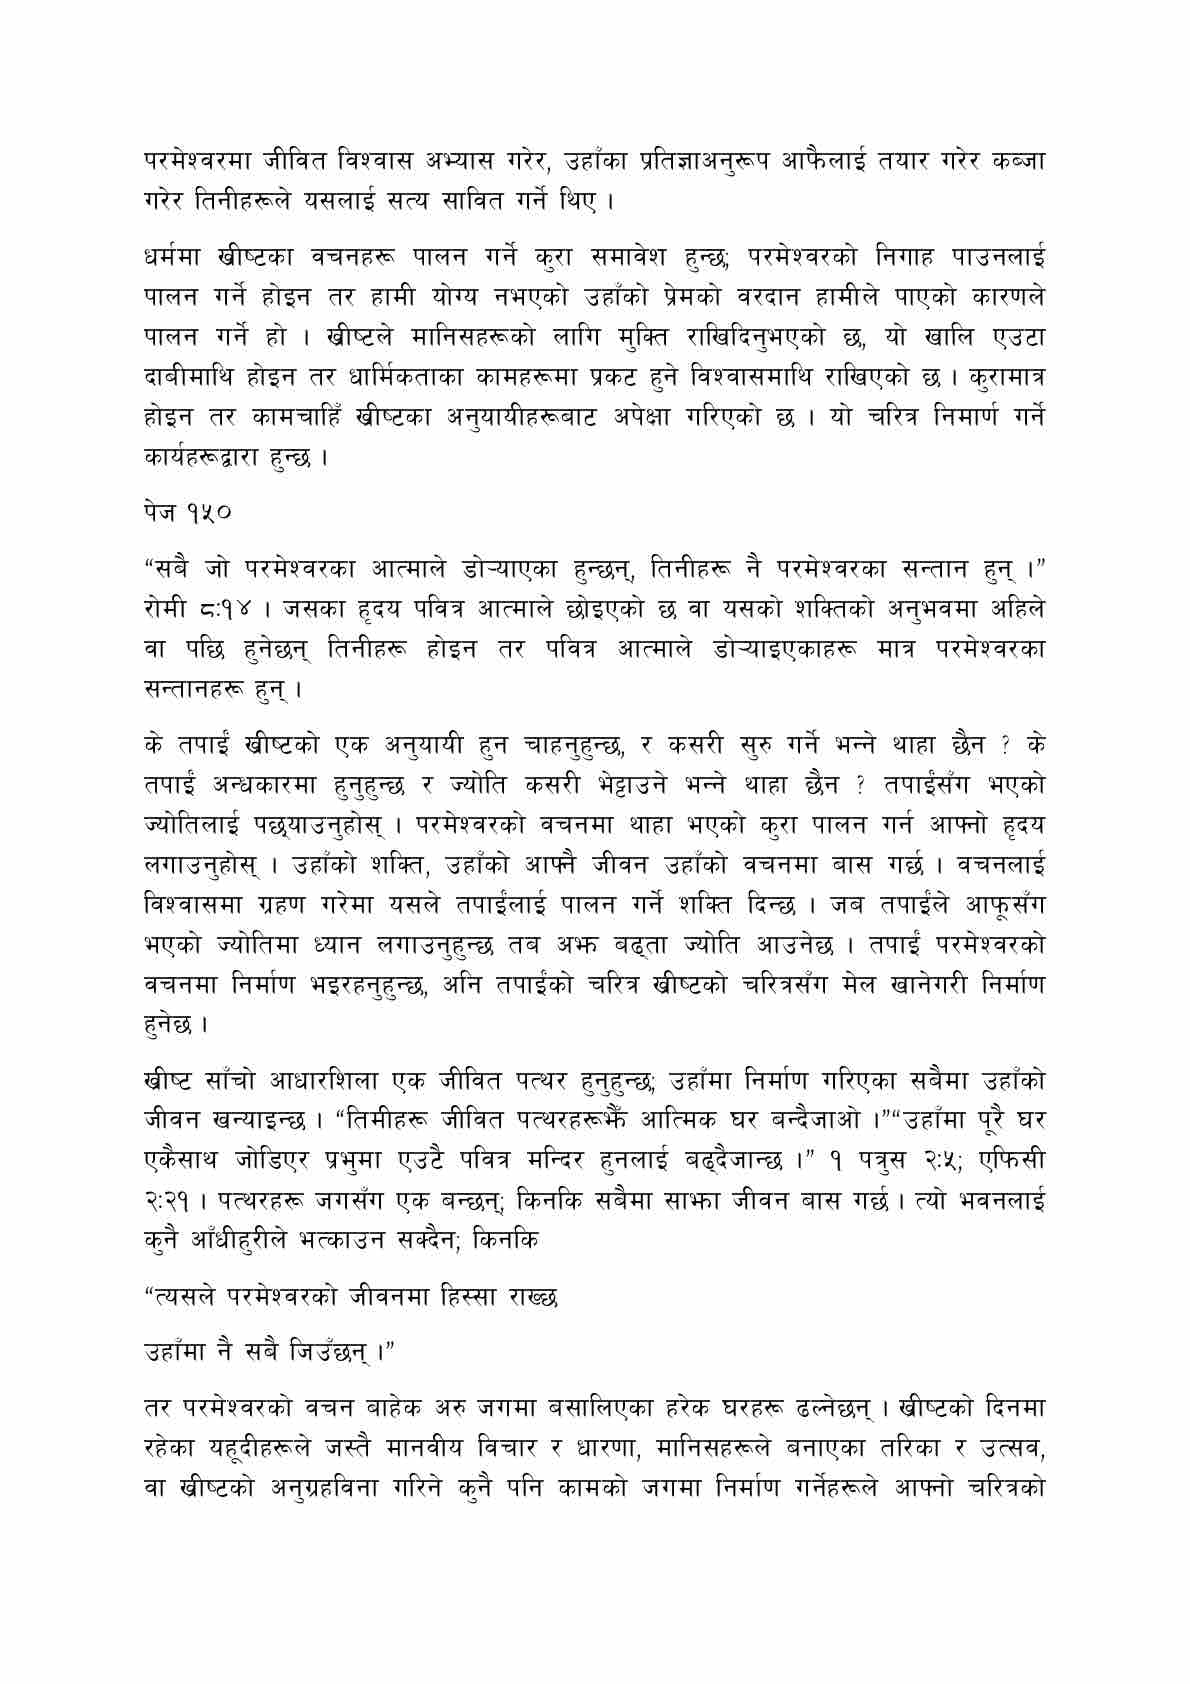 परमेश्वरमा जीवित विश्वास अभ्यास गरेर, उहाँका प्रतिज्ञाअनुरूप आफैलाई तयार गरेर कब्जा
गरेर तिनीहरूले यसलाई सत्य सावित गर्ने थिए ।
धर्ममा ख्रीष्टका वचनहरू पालन गर्ने कुरा समावेश हुन्छ; परमेश्वरको निगाह पाउनलाई
पालन गर्ने होइन तर हामी योग्य नभएको उहाँको प्रेमको वरदान हामीले पाएको कारणले
पालन गर्ने हो । ख्रीष्टले मानिसहरूको लागि मुक्ति राखिदिनुभएको छ, यो खालि एउटा
दाबीमाथि होइन तर धार्मिकताका कामहरूमा प्रकट हुने विश्वासमाथि राखिएको छ । कुरामात्र
होइन तर कामचाहिँ ख्रीष्टका अनुयायीहरूबाट अपेक्षा गरिएको छ । यो चरित्र निमार्ण गर्ने
कार्यहरूद्वारा हुन्छ ।
पेज १५०
“सबै जो परमेश्वरका आत्माले डोऱ्याएका हुन्छन्, तिनीहरू नै परमेश्वरका सन्तान हुन् ।”
रोमी ८:१४ । जसका हृदय पवित्र आत्माले छोइएको छ वा यसको शक्तिको अनुभवमा अहिले
वा पछि हुनेछन् तिनीहरू होइन तर पवित्र आत्माले डोऱ्याइएकाहरू मात्र परमेश्वरका
सन्तानहरू हुन् ।
के तपाईं ख्रीष्टको एक अनुयायी हुन चाहनुहुन्छ, र कसरी सुरु गर्ने भन्ने थाहा छैन ? के
तपाईं अन्धकारमा हुनुहुन्छ र ज्योति कसरी भेट्टाउने भन्ने थाहा छैन ? तपाईंसँग भएको
ज्योतिलाई पछ्याउनुहोस् । परमेश्वरको वचनमा थाहा भएको कुरा पालन गर्न आफ्नो हृदय
लगाउनुहोस् । उहाँको शक्ति, उहाँको आफ्नै जीवन उहाँको वचनमा बास गर्छ । वचनलाई
विश्वासमा ग्रहण गरेमा यसले तपाईंलाई पालन गर्ने शक्ति दिन्छ । जब तपाईंले आफूसँग
भएको ज्योतिमा ध्यान लगाउनुहुन्छ तब अझ बढ्ता ज्योति आउनेछ । तपाईं परमेश्वरको
वचनमा निर्माण भइरहनुहुन्छ, अनि तपाईंको चरित्र ख्रीष्टको चरित्रसँग मेल खानेगरी निर्माण
हुनेछ ।
ख्रीष्ट साँचो आधारशिला एक जीवित पत्थर हुनुहुन्छ; उहाँमा निर्माण गरिएका सबैमा उहाँको
जीवन खन्याइन्छ । “तिमीहरू जीवित पत्थरहरूझैँ आत्मिक घर बन्दैजाओ ।”“उहाँमा पूरै घर
एकैसाथ जोडिएर प्रभुमा एउटै पवित्र मन्दिर हुनलाई बढ्दैजान्छ ।” १ पत्रुस २:५; एफिसी
२:२१ । पत्थरहरू जगसँग एक बन्छन्; किनकि सबैमा साझा जीवन बास गर्छ । त्यो भवनलाई
कुनै आँधीहुरीले भत्काउन सक्दैन; किनकि
“त्यसले परमेश्वरको जीवनमा हिस्सा राख्छ
उहाँमा नै सबै जिउँछन् ।”
तर परमेश्वरको वचन बाहेक अरु जगमा बसालिएका हरेक घरहरू ढल्नेछन् । ख्रीष्टको दिनमा
रहेका यहूदीहरूले जस्तै मानवीय विचार र धारणा, मानिसहरूले बनाएका तरिका र उत्सव,
वा ख्रीष्टको अनुग्रहविना गरिने कुनै पनि कामको जगमा निर्माण गर्नेहरूले आफ्नो चरित्रको